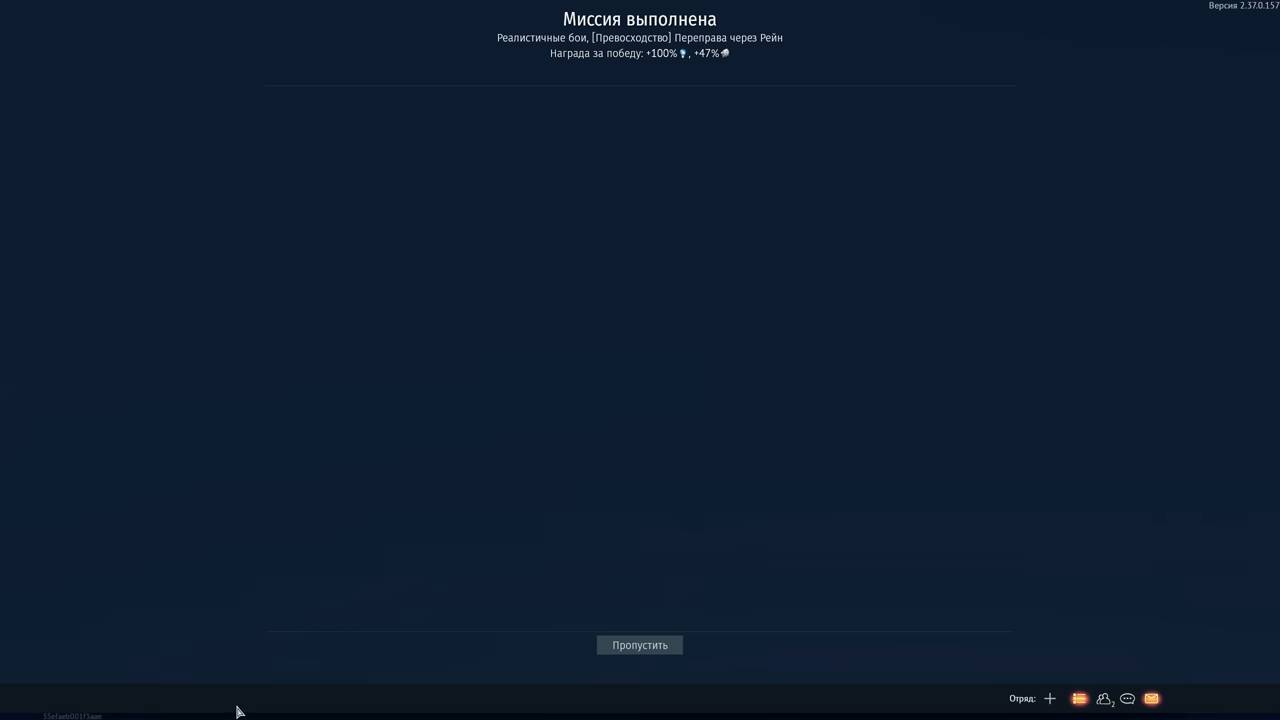 Версия 2.37.0.157
Миссия выполнена
Реалистичные бои, [Превосходство] Переправа через Рейн
Награда за победу: +100%, +47%
Пропустить
Отряд:
2